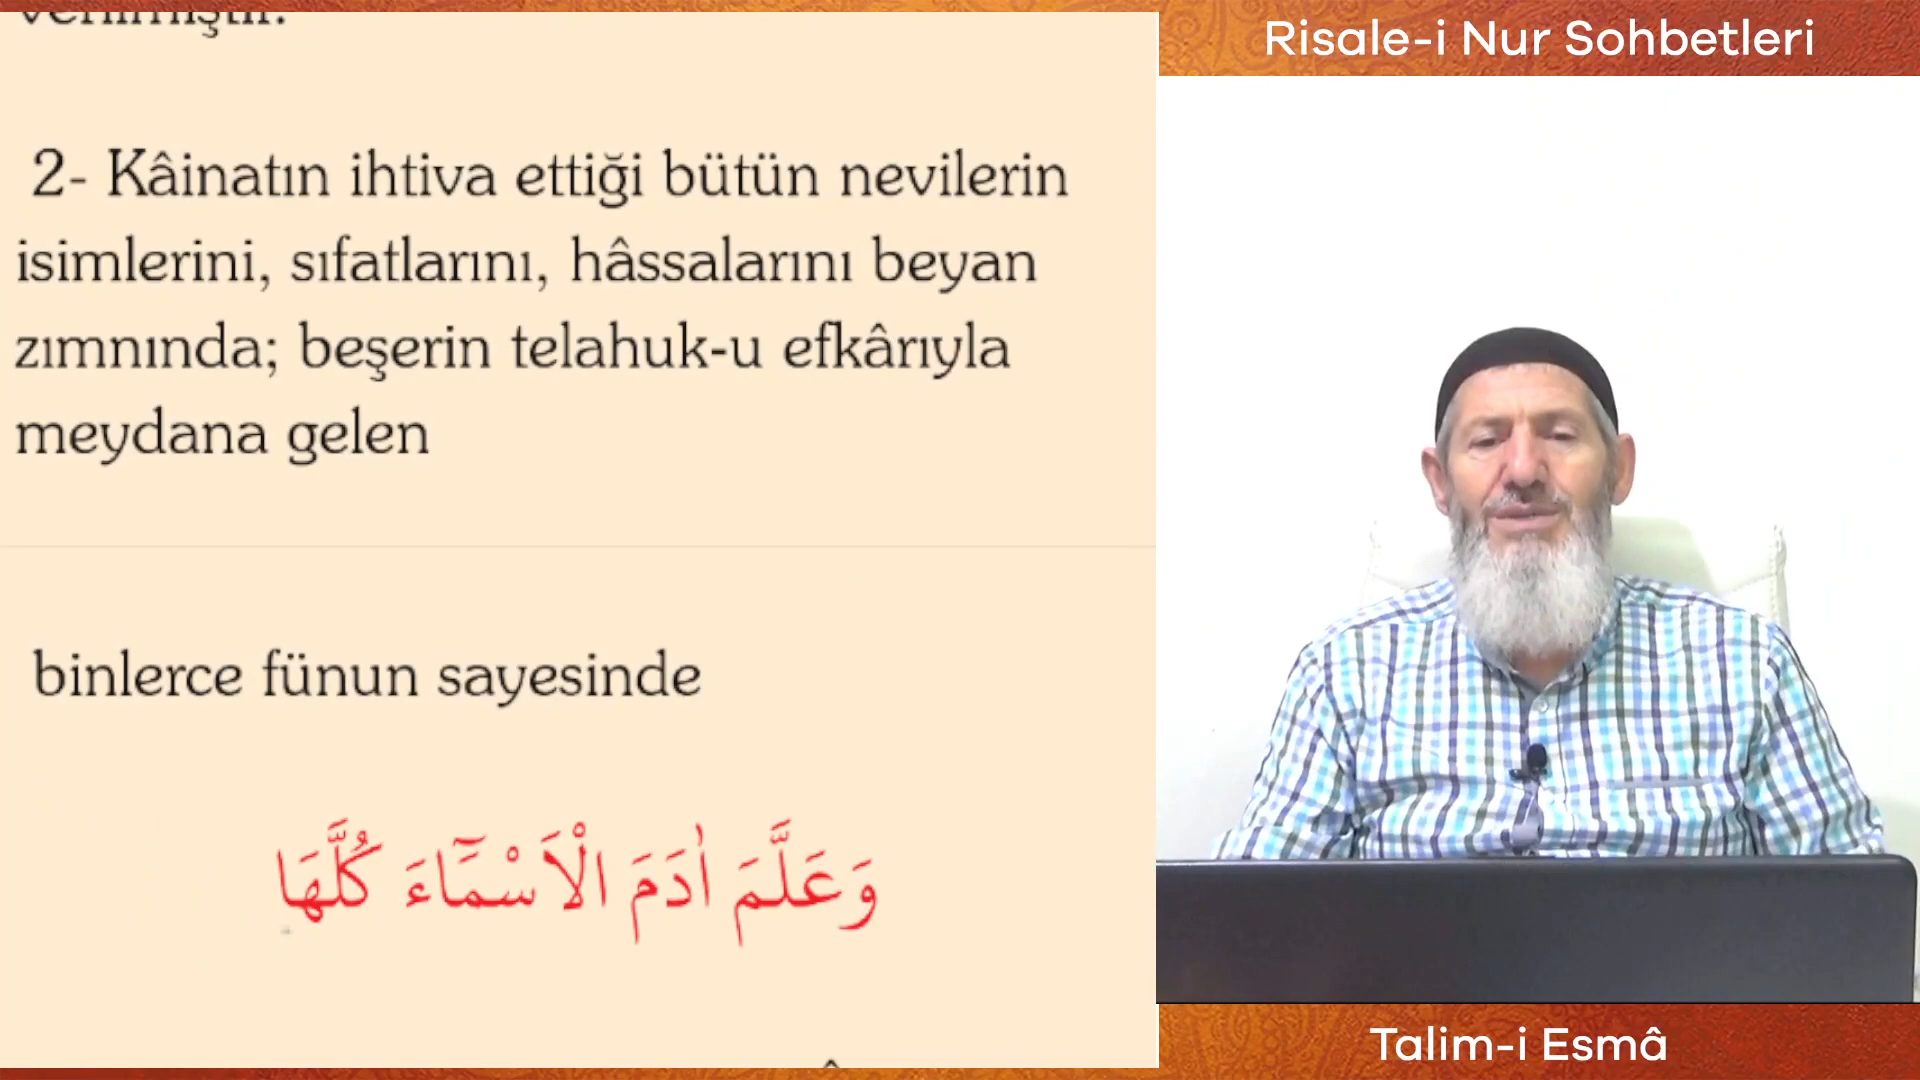 verilmiştir.
2- Kâinatın ihtiva ettiği bütün nevilerin
isimlerini, sıfatlarını, hâssalarını beyan
zımnında; beşerin telahuk-u efkârıyla
meydana gelen
binlerce fünun sayesinde
وَعَلَّمَ اٰدَمَ الْاَسْمَٓاءَ كُلَّهَا
Risale-i Nur Sohbetleri
Talim-i Esmâ